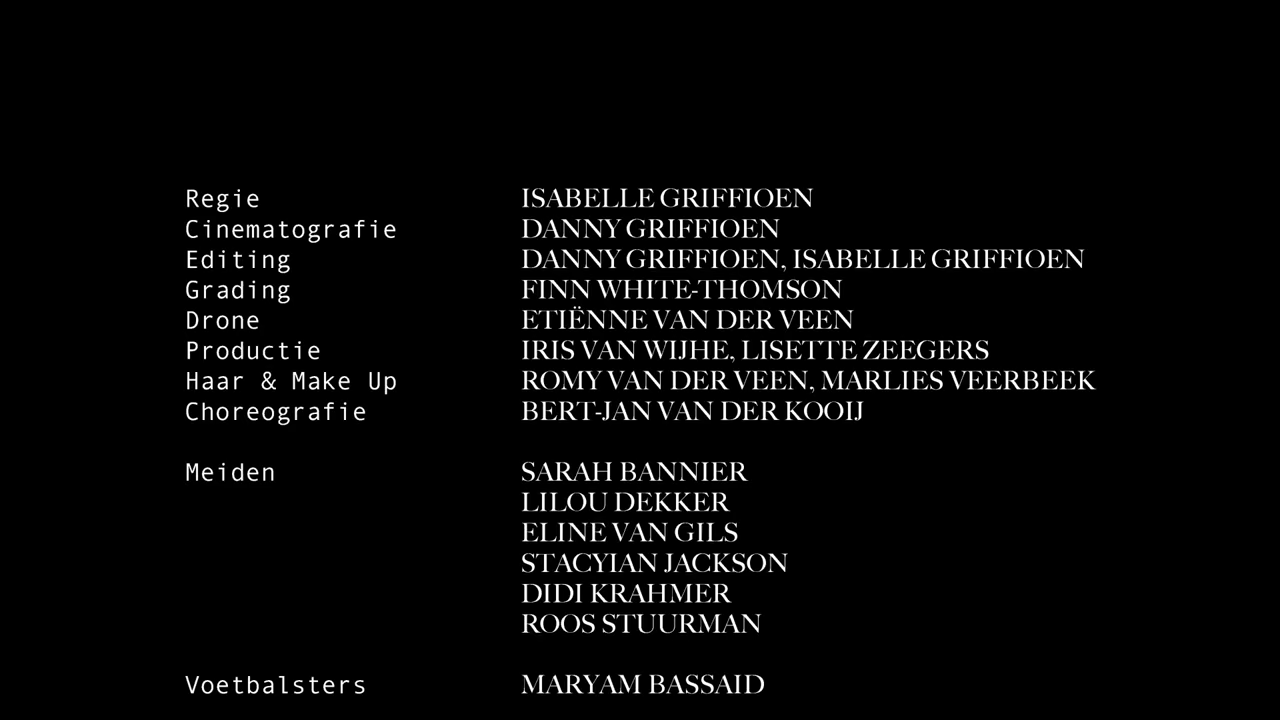 Regie ISABELLE GRIFFIOEN
Cinematografie DANNY GRIFFIOEN
Editing DANNY GRIFFIOEN, ISABELLE GRIFFIOEN
Grading FINN WHITE-THOMSON
Drone ETIËNNE VAN DER VEEN
Productie IRIS VAN WIJHE, LISETTE ZEEGERS
Haar & Make Up ROMY VAN DER VEEN, MARLIES VEERBEEK
Choreografie BERT-JAN VAN DER KOOIJ
Meiden SARAH BANNIER
LILOU DEKKER
ELINE VAN GILS
STACYIAN JACKSON
DIDI KRAHMER
ROOS STUURMAN
Voetbalsters MARYAM BASSAID